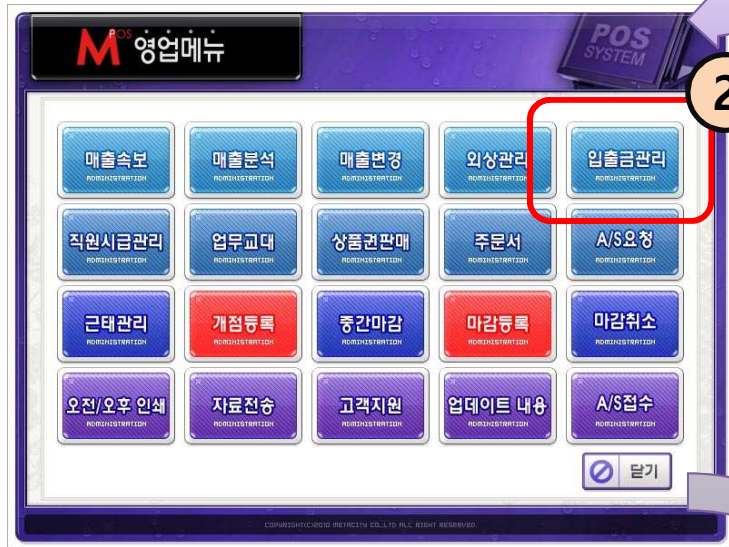 MPOS 영업메뉴
POS
SYSTEM
2
매출속보
ADMINISTRATION
매출분석
ADMINISTRATION
매출변경
ADMINISTRATION
외상관리
ADMINISTRATION
입출금관리
ADMINISTRATION
직원시급관리
ADMINISTRATION
업무교대
ADMINISTRATION
상품권판매
ADMINISTRATION
주문서
ADMINISTRATION
A/S요청
ADMINISTRATION
근태관리
ADMINISTRATION
개점등록
ADMINISTRATION
중간마감
ADMINISTRATION
마감등록
ADMINISTRATION
마감취소
ADMINISTRATION
오전/오후 인쇄
ADMINISTRATION
자료전송
ADMINISTRATION
고객지원
ADMINISTRATION
업데이트 내용
ADMINISTRATION
A/S접수
ADMINISTRATION
닫기
COPYRIGHT(C)2010 METACITY CO.,LTD ALL RIGHT RESERVED.